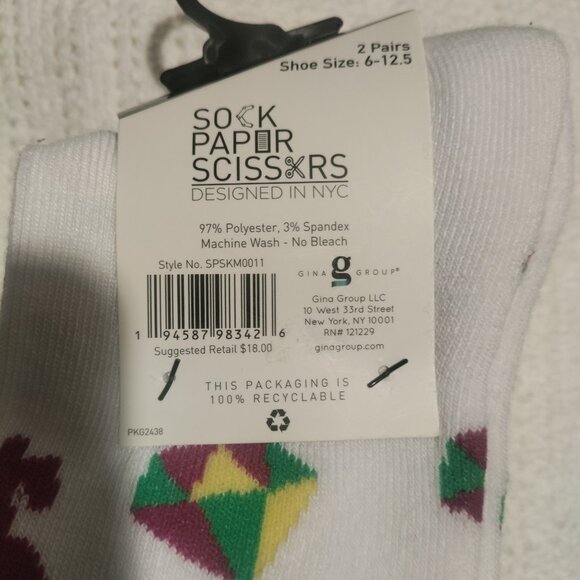 2 Pairs
Shoe Size: 6-12.5
SOCK
PAPER
SCISSORS
DESIGNED IN NYC
97% Polyester, 3% Spandex
Machine Wash - No Bleach
Style No. SPSKM0011
1 94587 98342 6
Suggested Retail $18.00
g
GINA GROUP®
Gina Group LLC
10 West 33rd Street
New York, NY 10001
RN# 121229
ginagroup.com
THIS PACKAGING IS
100% RECYCLABLE
PKG2438